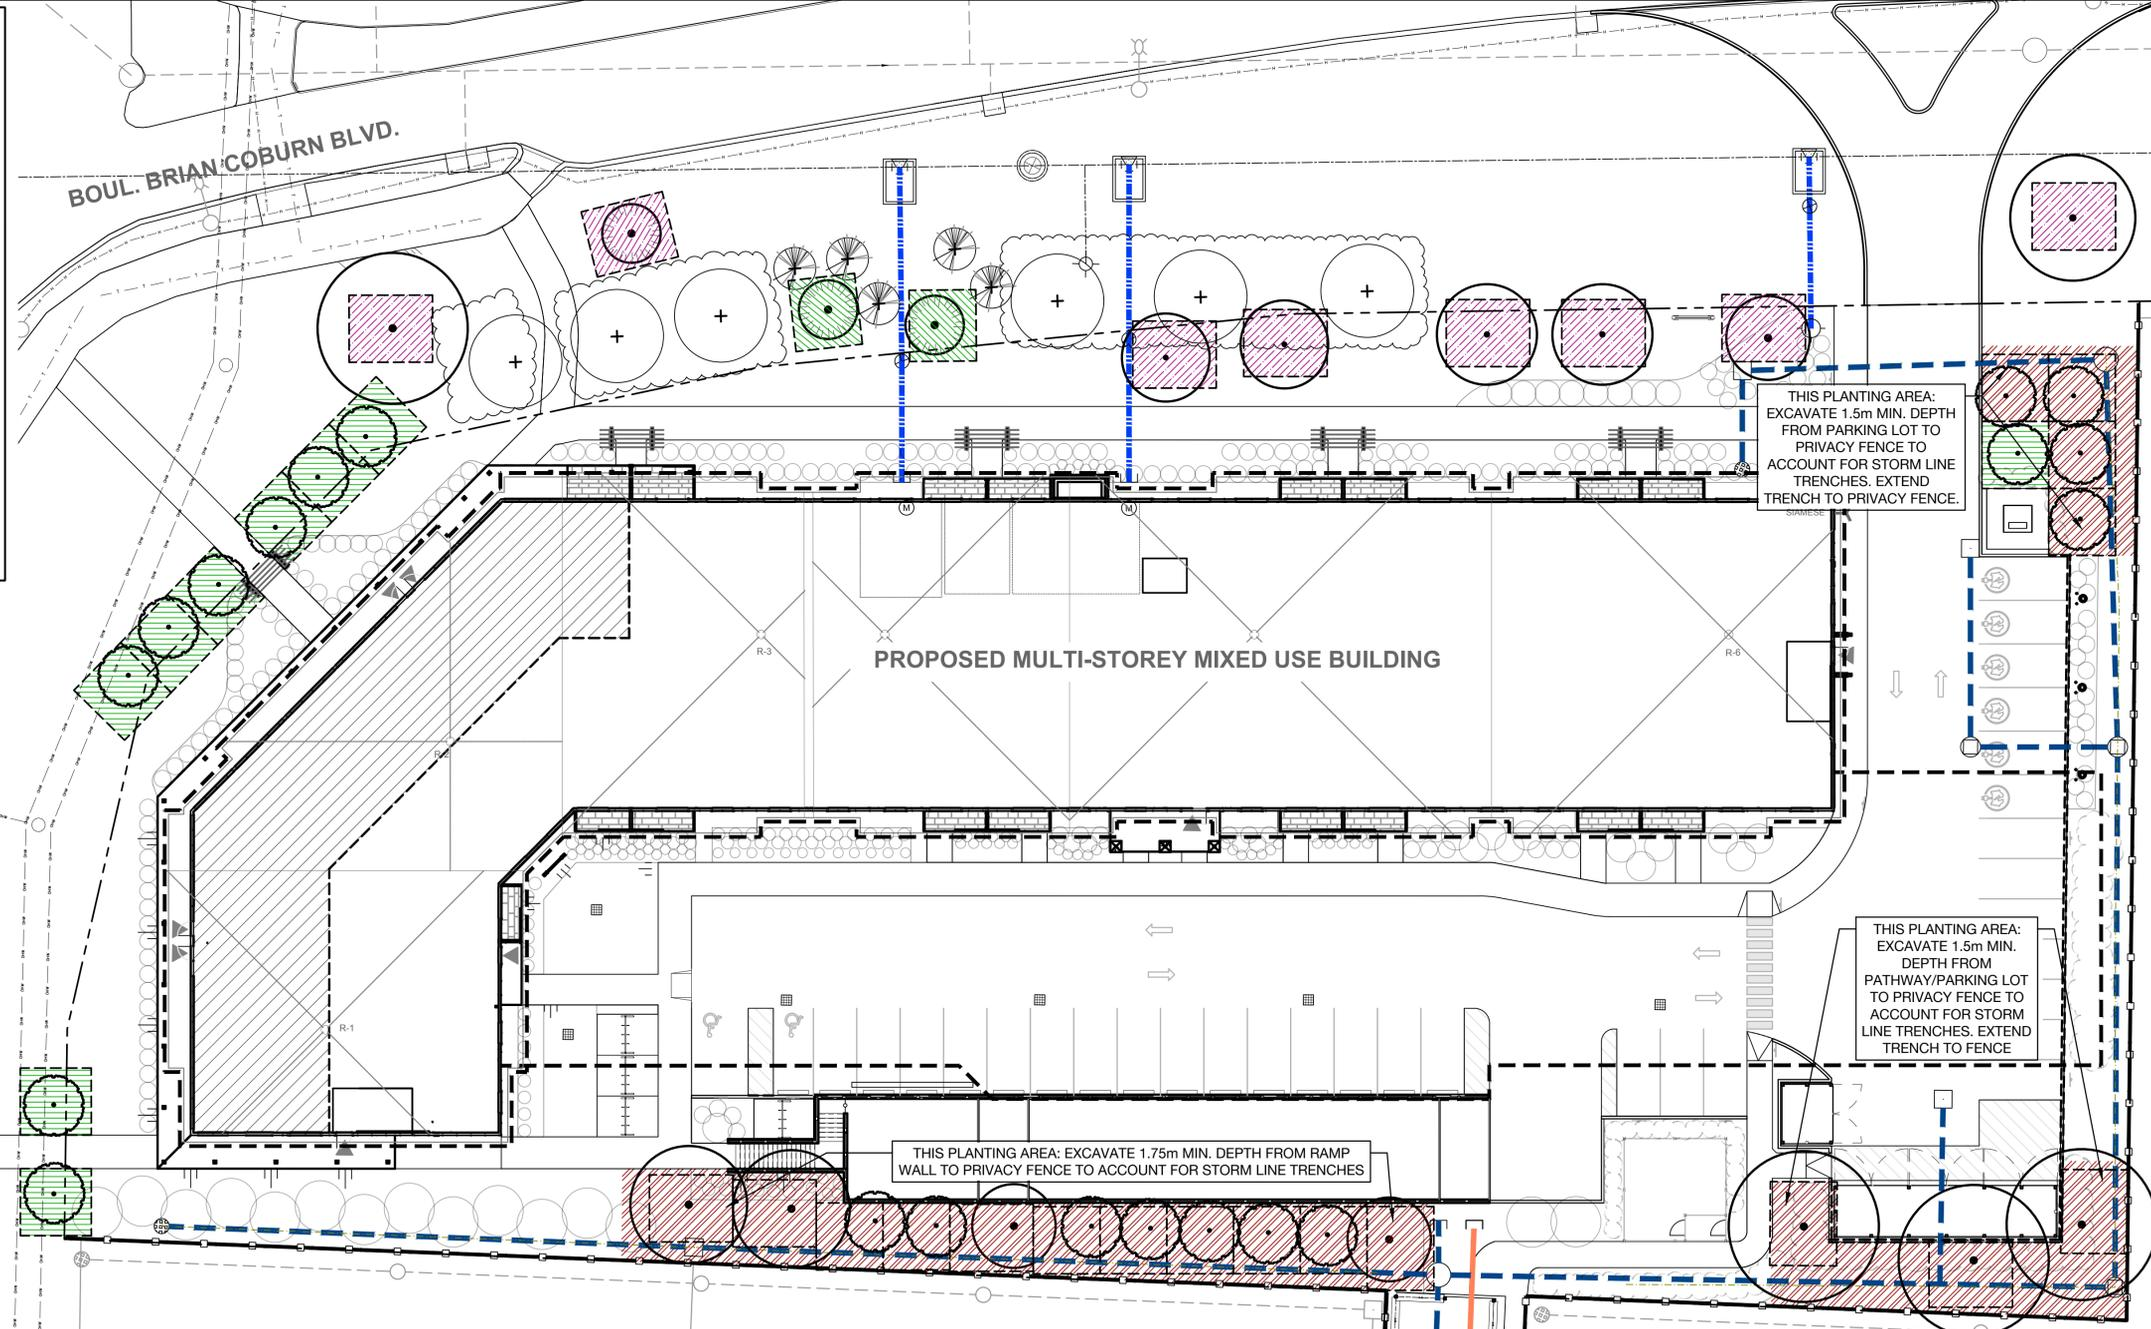 BOUL. BRIAN COBURN BLVD.
THIS PLANTING AREA:
EXCAVATE 1.5m MIN. DEPTH
FROM PARKING LOT TO
PRIVACY FENCE TO
ACCOUNT FOR STORM LINE
TRENCHES. EXTEND
TRENCH TO PRIVACY FENCE.
SIAMESE
M
M
R-3
PROPOSED MULTI-STOREY MIXED USE BUILDING
R-6
R-2
THIS PLANTING AREA:
EXCAVATE 1.5m MIN.
DEPTH FROM
PATHWAY/PARKING LOT
TO PRIVACY FENCE TO
ACCOUNT FOR STORM
LINE TRENCHES. EXTEND
TRENCH TO FENCE
R-1
THIS PLANTING AREA: EXCAVATE 1.75m MIN. DEPTH FROM RAMP
WALL TO PRIVACY FENCE TO ACCOUNT FOR STORM LINE TRENCHES